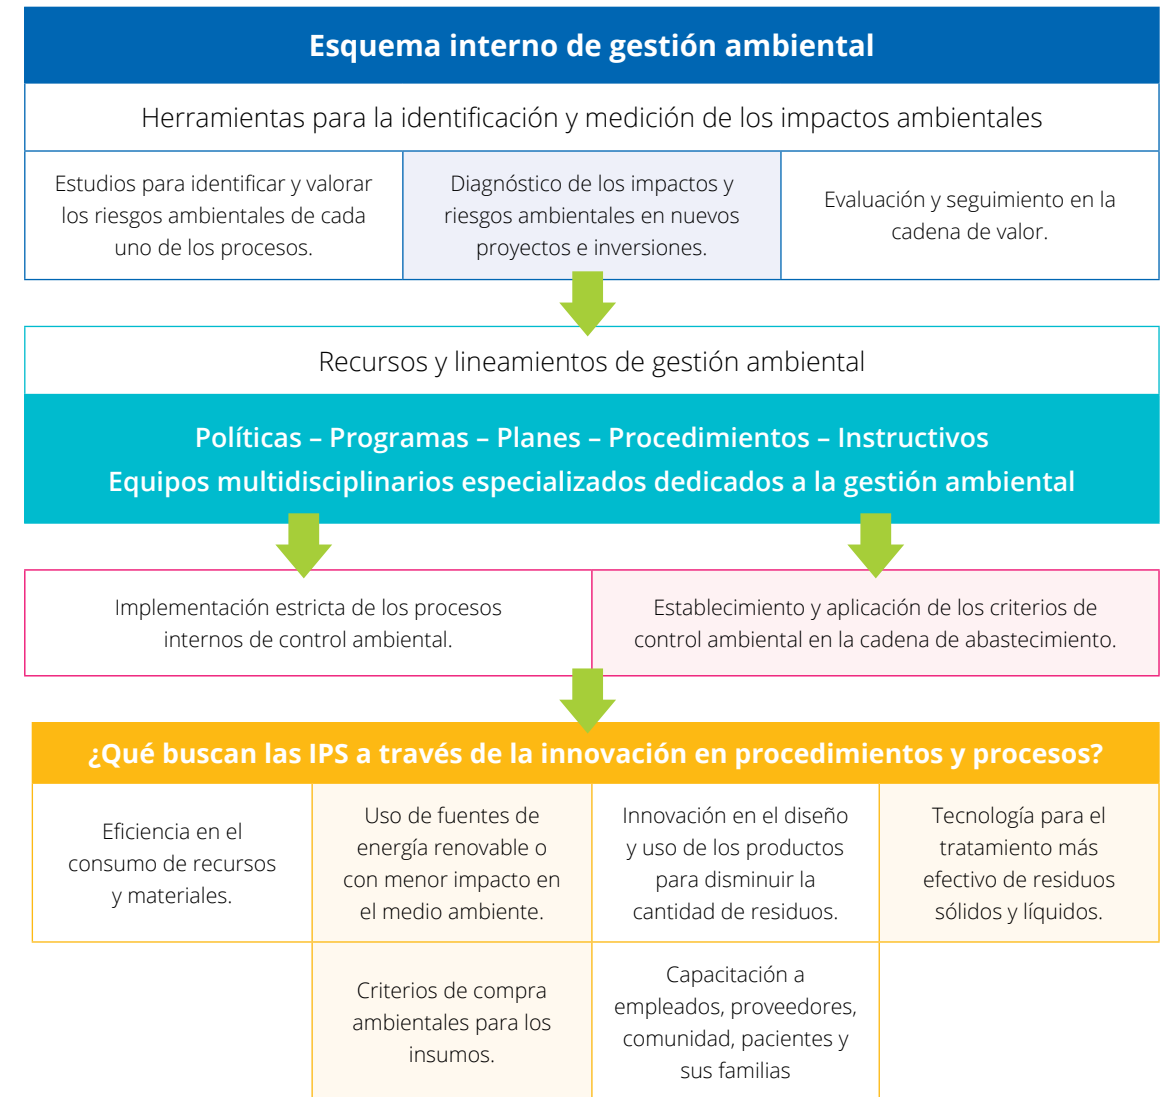 Esquema interno de gestión ambiental
Herramientas para la identificación y medición de los impactos ambientales
Estudios para identificar y valorar
los riesgos ambientales de cada
uno de los procesos.
Diagnóstico de los impactos y
riesgos ambientales en nuevos
proyectos e inversiones.
Evaluación y seguimiento en la
cadena de valor.
Recursos y lineamientos de gestión ambiental
Políticas – Programas – Planes – Procedimientos – Instructivos
Equipos multidisciplinarios especializados dedicados a la gestión ambiental
Implementación estricta de los procesos
internos de control ambiental.
Establecimiento y aplicación de los criterios de
control ambiental en la cadena de abastecimiento.
¿Qué buscan las IPS a través de la innovación en procedimientos y procesos?
Eficiencia en el
consumo de recursos
y materiales.
Uso de fuentes de
energía renovable o
con menor impacto en
el medio ambiente.
Innovación en el diseño
y uso de los productos
para disminuir la
cantidad de residuos.
Tecnología para el
tratamiento más
efectivo de residuos
sólidos y líquidos.
Criterios de compra
ambientales para los
insumos.
Capacitación a
empleados, proveedores,
comunidad, pacientes y
sus familias